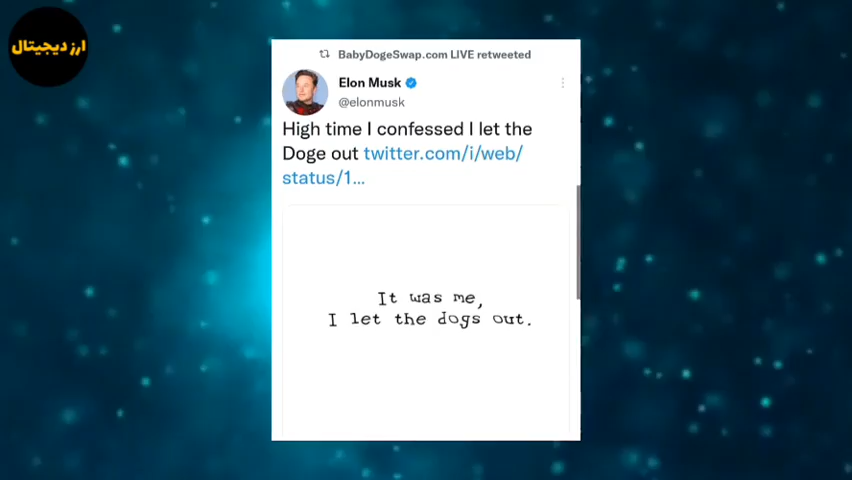 ارز دیجیتال
BabyDogeSwap.com LIVE retweeted
Elon Musk
@elonmusk
High time I confessed I let the
Doge out twitter.com/i/web/
status/1...
It was me,
I let the dogs out.